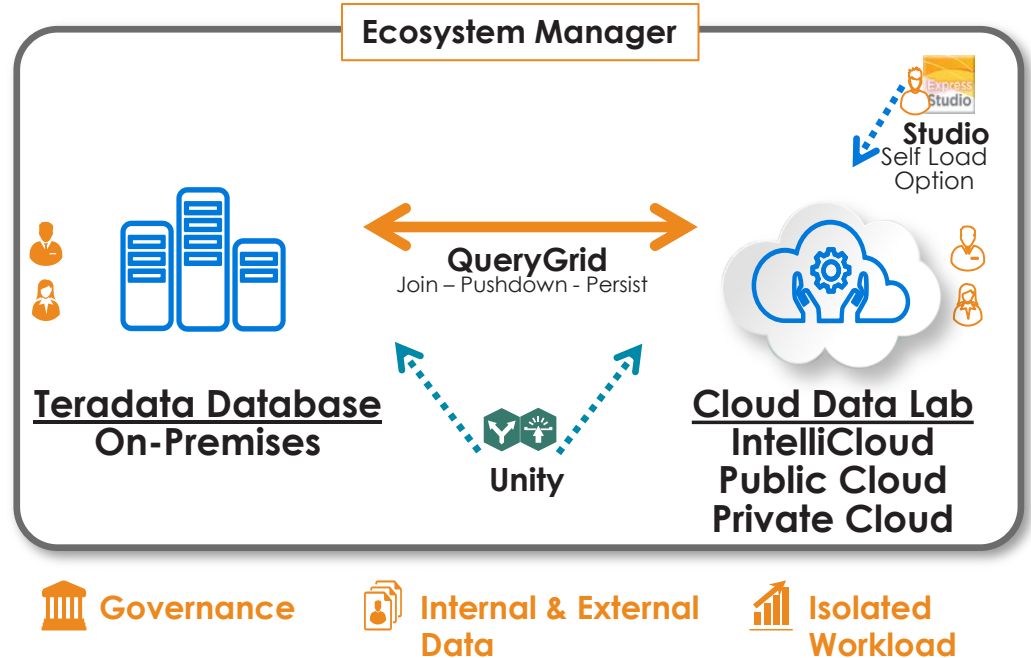 Ecosystem Manager
Express
Studio
Studio
Self Load
Option
QueryGrid
Join – Pushdown - Persist
Teradata Database
On-Premises
Unity
Cloud Data Lab
IntelliCloud
Public Cloud
Private Cloud
Governance
Internal & External
Data
Isolated
Workload